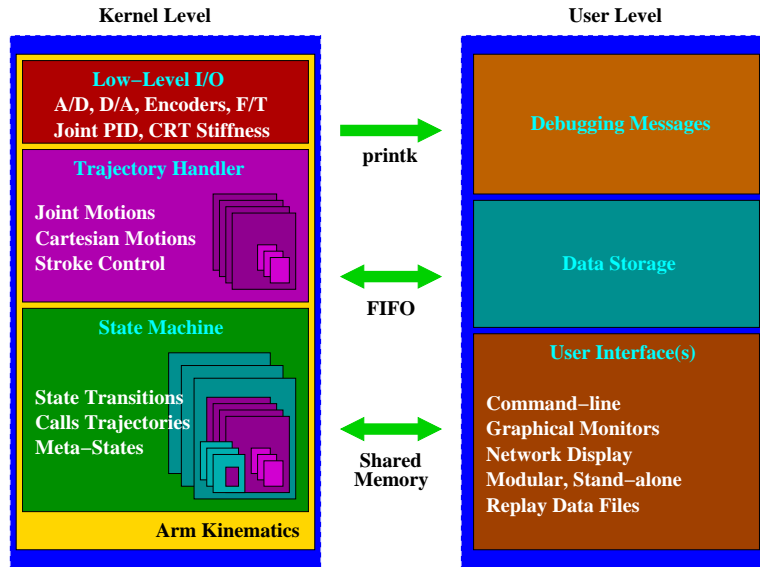 Kernel Level
Low−Level I/O
A/D, D/A, Encoders, F/T
Joint PID, CRT Stiffness
Trajectory Handler
Joint Motions
Cartesian Motions
Stroke Control
State Machine
State Transitions
Calls Trajectories
Meta−States
Arm Kinematics
printk
FIFO
Shared
Memory
User Level
Debugging Messages
Data Storage
User Interface(s)
Command−line
Graphical Monitors
Network Display
Modular, Stand−alone
Replay Data Files